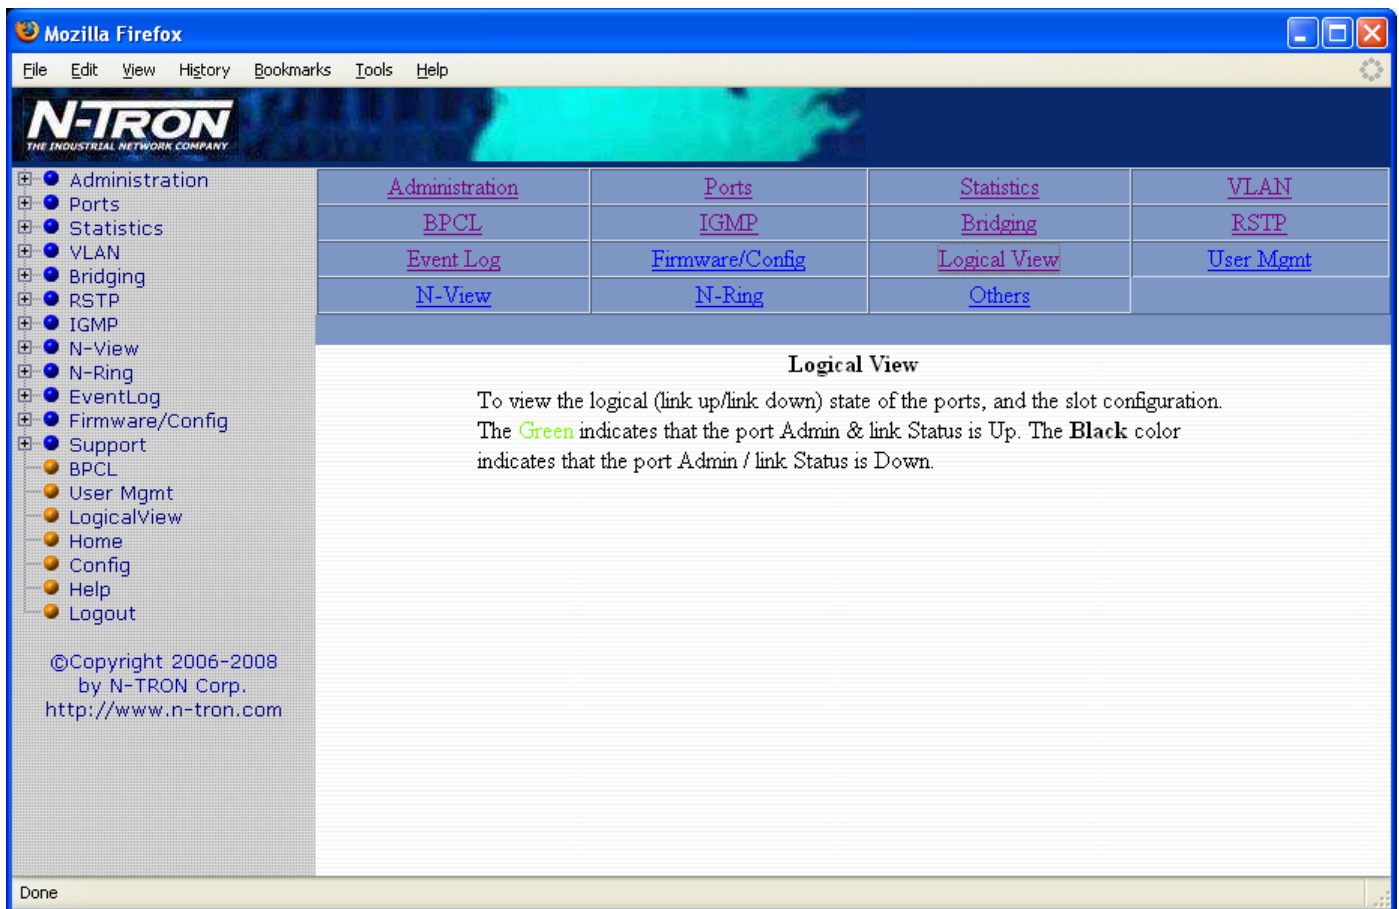 Mozilla Firefox
File Edit View History Bookmarks Tools Help
N-TRON
THE INDUSTRIAL NETWORK COMPANY
Administration
Ports
Statistics
VLAN
Bridging
RSTP
IGMP
N-View
N-Ring
EventLog
Firmware/Config
Support
BPCL
User Mgmt
LogicalView
Home
Config
Help
Logout
©Copyright 2006-2008
by N-TRON Corp.
http://www.n-tron.com
Administration Ports Statistics VLAN
BPCL IGMP Bridging RSTP
Event Log Firmware/Config Logical View User Mgmt
N-View N-Ring Others
Logical View
To view the logical (link up/link down) state of the ports, and the slot configuration.
The Green indicates that the port Admin & link Status is Up. The Black color
indicates that the port Admin / link Status is Down.
Done